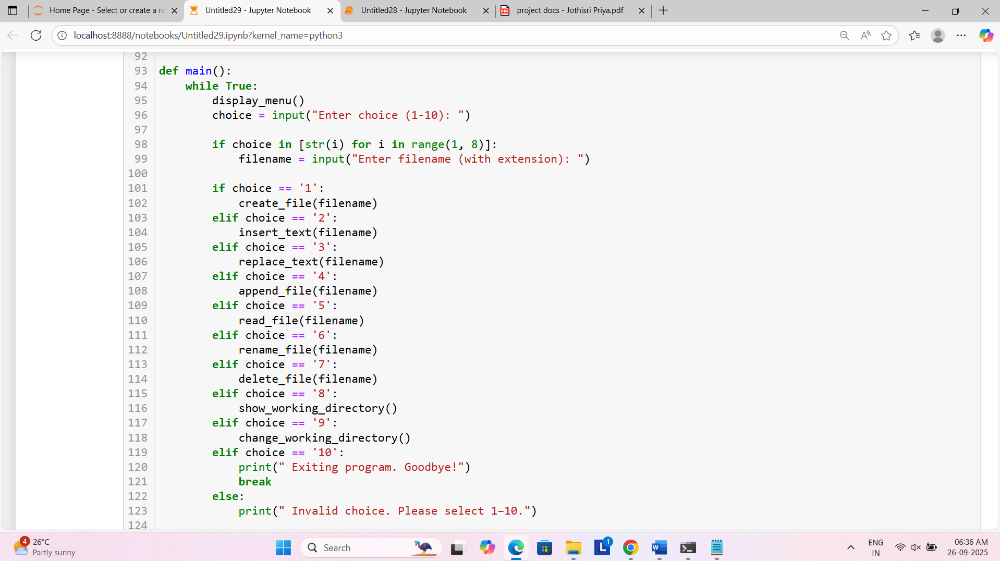 Home Page - Select or create a no
Untitled29 - Jupyter Notebook
Untitled28 - Jupyter Notebook
PDF
project docs - Jothisri Priya.pdf
localhost:8888/notebooks/Untitled29.ipynb?kernel_name=python3
92
93 def main():
94     while True:
95         display_menu()
96         choice = input("Enter choice (1-10): ")
97
98         if choice in [str(i) for i in range(1, 8)]:
99             filename = input("Enter filename (with extension): ")
100
101         if choice == '1':
102             create_file(filename)
103         elif choice == '2':
104             insert_text(filename)
105         elif choice == '3':
106             replace_text(filename)
107         elif choice == '4':
108             append_file(filename)
109         elif choice == '5':
110             read_file(filename)
111         elif choice == '6':
112             rename_file(filename)
113         elif choice == '7':
114             delete_file(filename)
115         elif choice == '8':
116             show_working_directory()
117         elif choice == '9':
118             change_working_directory()
119         elif choice == '10':
120             print(" Exiting program. Goodbye!")
121             break
122         else:
123             print(" Invalid choice. Please select 1–10.")
124
4
26°C
Partly sunny
Search
L
1
W
ENG
IN
06:36 AM
26-09-2025